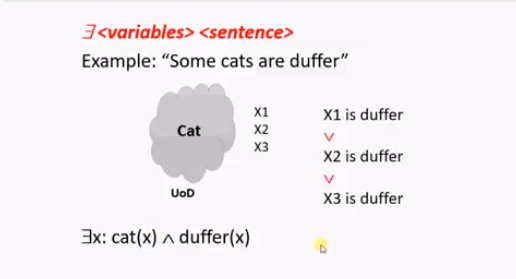 ∃ <variables> <sentence>
Example: “Some cats are duffer”
Cat
UoD
X1
X2
X3
X1 is duffer
∨
X2 is duffer
∨
X3 is duffer
∃x: cat(x) ∧ duffer(x)